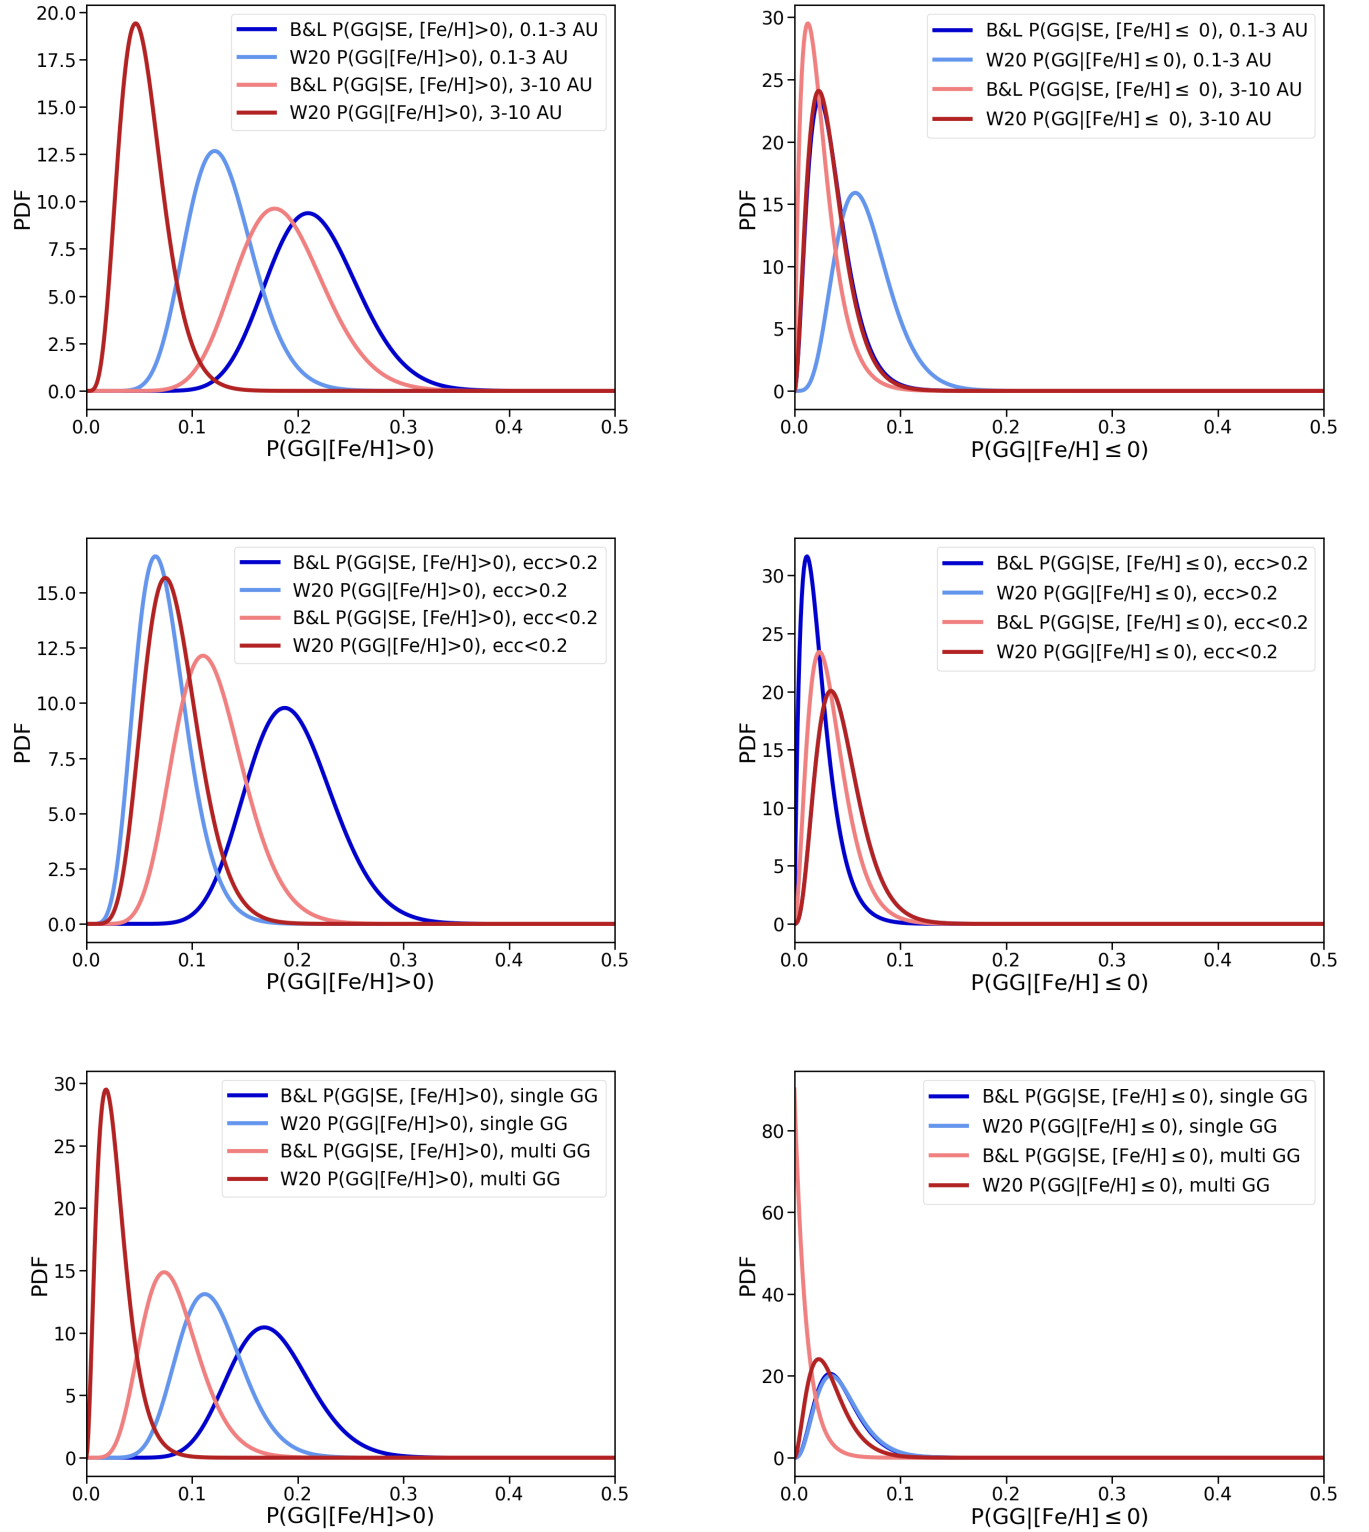 B&L P(GG|SE, [Fe/H]>0), 0.1-3 AU
W20 P(GG|[Fe/H]>0), 0.1-3 AU
B&L P(GG|SE, [Fe/H]>0), 3-10 AU
W20 P(GG|[Fe/H]>0), 3-10 AU
20.0
17.5
15.0
12.5
10.0
7.5
5.0
2.5
0.0
PDF
0.0 0.1 0.2 0.3 0.4 0.5
P(GG|[Fe/H]>0)
B&L P(GG|SE, [Fe/H]≤ 0), 0.1-3 AU
W20 P(GG|[Fe/H]≤0), 0.1-3 AU
B&L P(GG|SE, [Fe/H]≤ 0), 3-10 AU
W20 P(GG|[Fe/H]≤ 0), 3-10 AU
30
25
20
15
10
5
0
PDF
0.0 0.1 0.2 0.3 0.4 0.5
P(GG|[Fe/H]≤0)
B&L P(GG|SE, [Fe/H]>0), ecc>0.2
W20 P(GG|[Fe/H]>0), ecc>0.2
B&L P(GG|SE, [Fe/H]>0), ecc<0.2
W20 P(GG|[Fe/H]>0), ecc<0.2
15.0
12.5
10.0
7.5
5.0
2.5
0.0
PDF
0.0 0.1 0.2 0.3 0.4 0.5
P(GG|[Fe/H]>0)
B&L P(GG|SE, [Fe/H]≤0), ecc>0.2
W20 P(GG|[Fe/H]≤0), ecc>0.2
B&L P(GG|SE, [Fe/H]≤0), ecc<0.2
W20 P(GG|[Fe/H]≤0), ecc<0.2
30
25
20
15
10
5
0
PDF
0.0 0.1 0.2 0.3 0.4 0.5
P(GG|[Fe/H]≤0)
B&L P(GG|SE, [Fe/H]>0), single GG
W20 P(GG|[Fe/H]>0), single GG
B&L P(GG|SE, [Fe/H]>0), multi GG
W20 P(GG|[Fe/H]>0), multi GG
30
25
20
15
10
5
0
PDF
0.0 0.1 0.2 0.3 0.4 0.5
P(GG|[Fe/H]>0)
B&L P(GG|SE, [Fe/H]≤0), single GG
W20 P(GG|[Fe/H]≤0), single GG
B&L P(GG|SE, [Fe/H]≤0), multi GG
W20 P(GG|[Fe/H]≤0), multi GG
80
60
40
20
0
PDF
0.0 0.1 0.2 0.3 0.4 0.5
P(GG|[Fe/H]≤0)